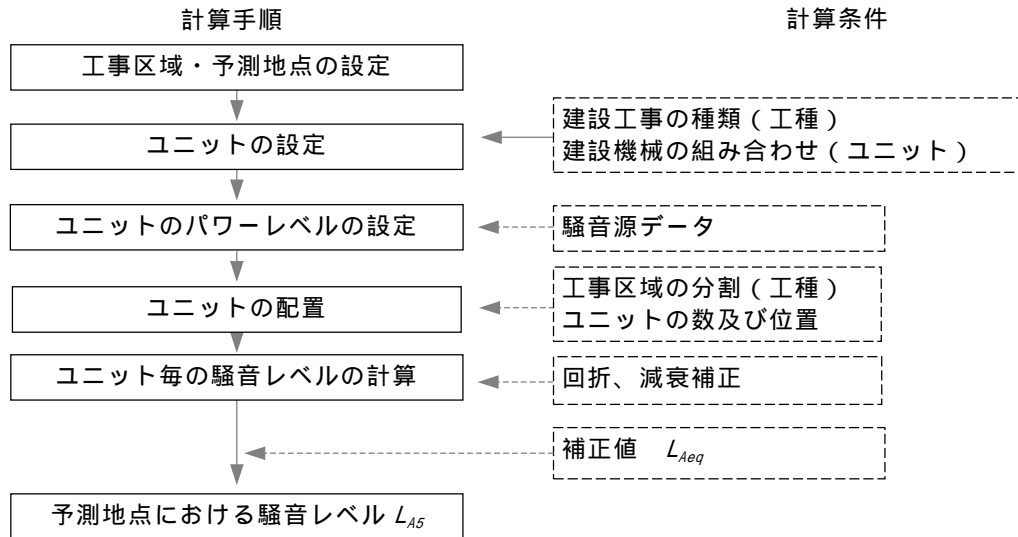 計算手順
計算条件
工事区域・予測地点の設定
ユニットの設定
建設工事の種類（工種）
建設機械の組み合わせ（ユニット）
ユニットのパワーレベルの設定
騒音源データ
ユニットの配置
工事区域の分割（工種）
ユニットの数及び位置
ユニット毎の騒音レベルの計算
回折、減衰補正
補正値 L_Aeq
予測地点における騒音レベル L_A5